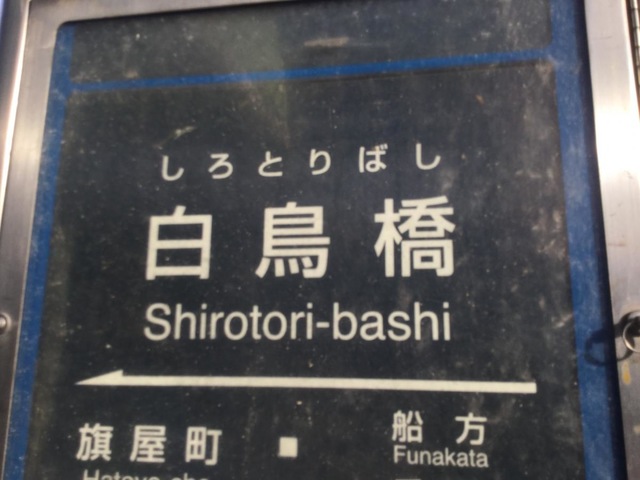 しろとりばし
白鳥橋
Shirotori-bashi
旗屋町 船方
Funakata